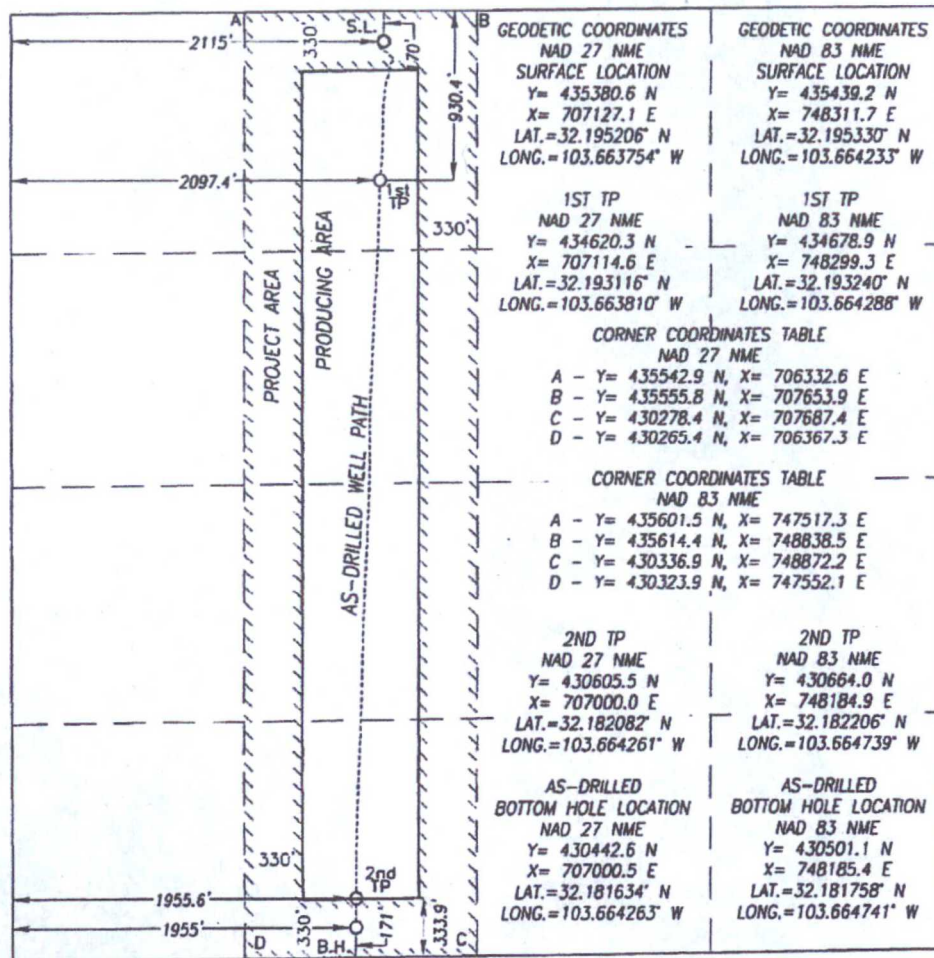 A
S.L.
B
2115'
330'
170'
930.4'
2097.4'
1st
TP
330'
PROJECT AREA
PRODUCING AREA
AS-DRILLED WELL PATH
330'
2nd
TP
1955.6'
1955'
330'
171'
333.9'
D
B.H.
C
GEODETIC COORDINATES
NAD 27 NME
SURFACE LOCATION
Y= 435380.6 N
X= 707127.1 E
LAT.=32.195206° N
LONG.=103.663754° W
GEODETIC COORDINATES
NAD 83 NME
SURFACE LOCATION
Y= 435439.2 N
X= 748311.7 E
LAT.=32.195330° N
LONG.=103.664233° W
1ST TP
NAD 27 NME
Y= 434620.3 N
X= 707114.6 E
LAT.=32.193116° N
LONG.=103.663810° W
1ST TP
NAD 83 NME
Y= 434678.9 N
X= 748299.3 E
LAT.=32.193240° N
LONG.=103.664288° W
CORNER COORDINATES TABLE
NAD 27 NME
A - Y= 435542.9 N, X= 706332.6 E
B - Y= 435555.8 N, X= 707653.9 E
C - Y= 430278.4 N, X= 707687.4 E
D - Y= 430265.4 N, X= 706367.3 E
CORNER COORDINATES TABLE
NAD 83 NME
A - Y= 435601.5 N, X= 747517.3 E
B - Y= 435614.4 N, X= 748838.5 E
C - Y= 430336.9 N, X= 748872.2 E
D - Y= 430323.9 N, X= 747552.1 E
2ND TP
NAD 27 NME
Y= 430605.5 N
X= 707000.0 E
LAT.=32.182082° N
LONG.=103.664261° W
2ND TP
NAD 83 NME
Y= 430664.0 N
X= 748184.9 E
LAT.=32.182206° N
LONG.=103.664739° W
AS-DRILLED
BOTTOM HOLE LOCATION
NAD 27 NME
Y= 430442.6 N
X= 707000.5 E
LAT.=32.181634° N
LONG.=103.664263° W
AS-DRILLED
BOTTOM HOLE LOCATION
NAD 83 NME
Y= 430501.1 N
X= 748185.4 E
LAT.=32.181758° N
LONG.=103.664741° W